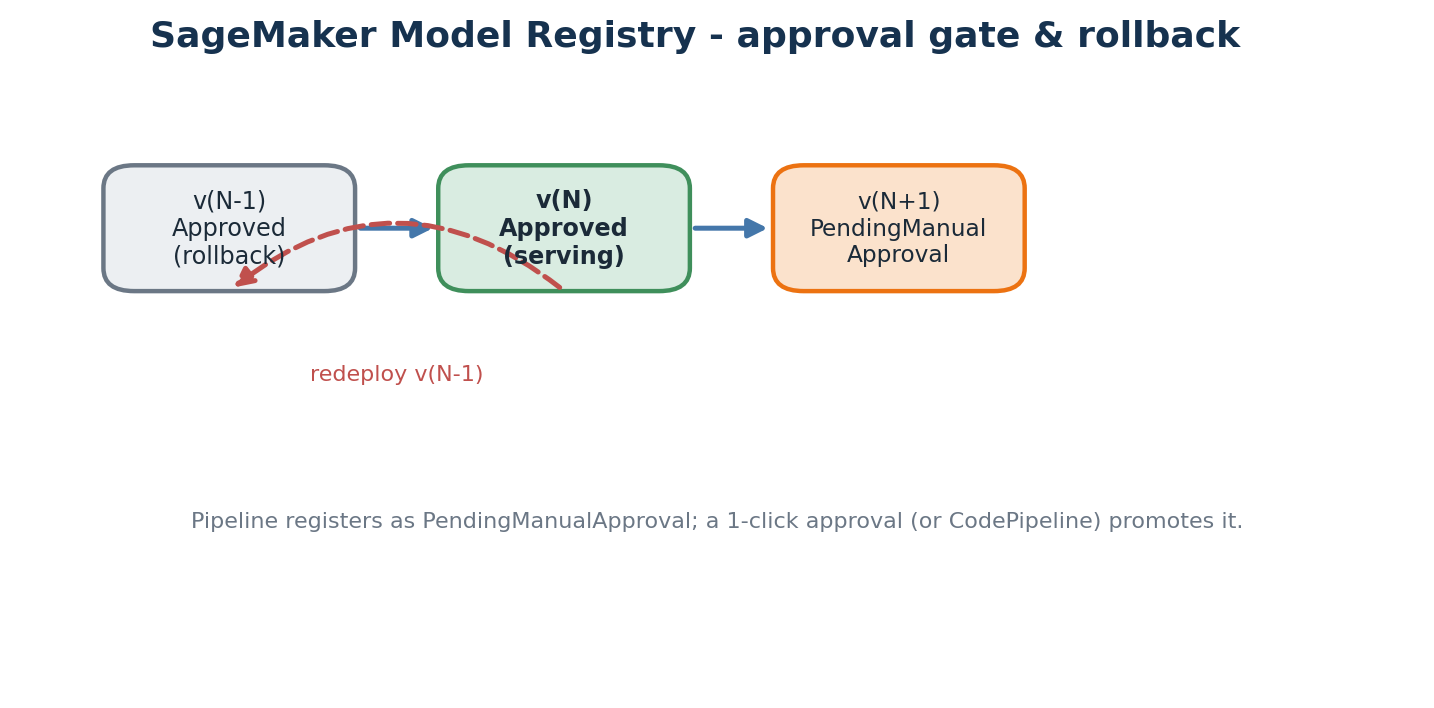 SageMaker Model Registry - approval gate & rollback
v(N-1)
Approved
(rollback)
v(N)
Approved
(serving)
v(N+1)
PendingManual
Approval
redeploy v(N-1)
Pipeline registers as PendingManualApproval; a 1-click approval (or CodePipeline) promotes it.